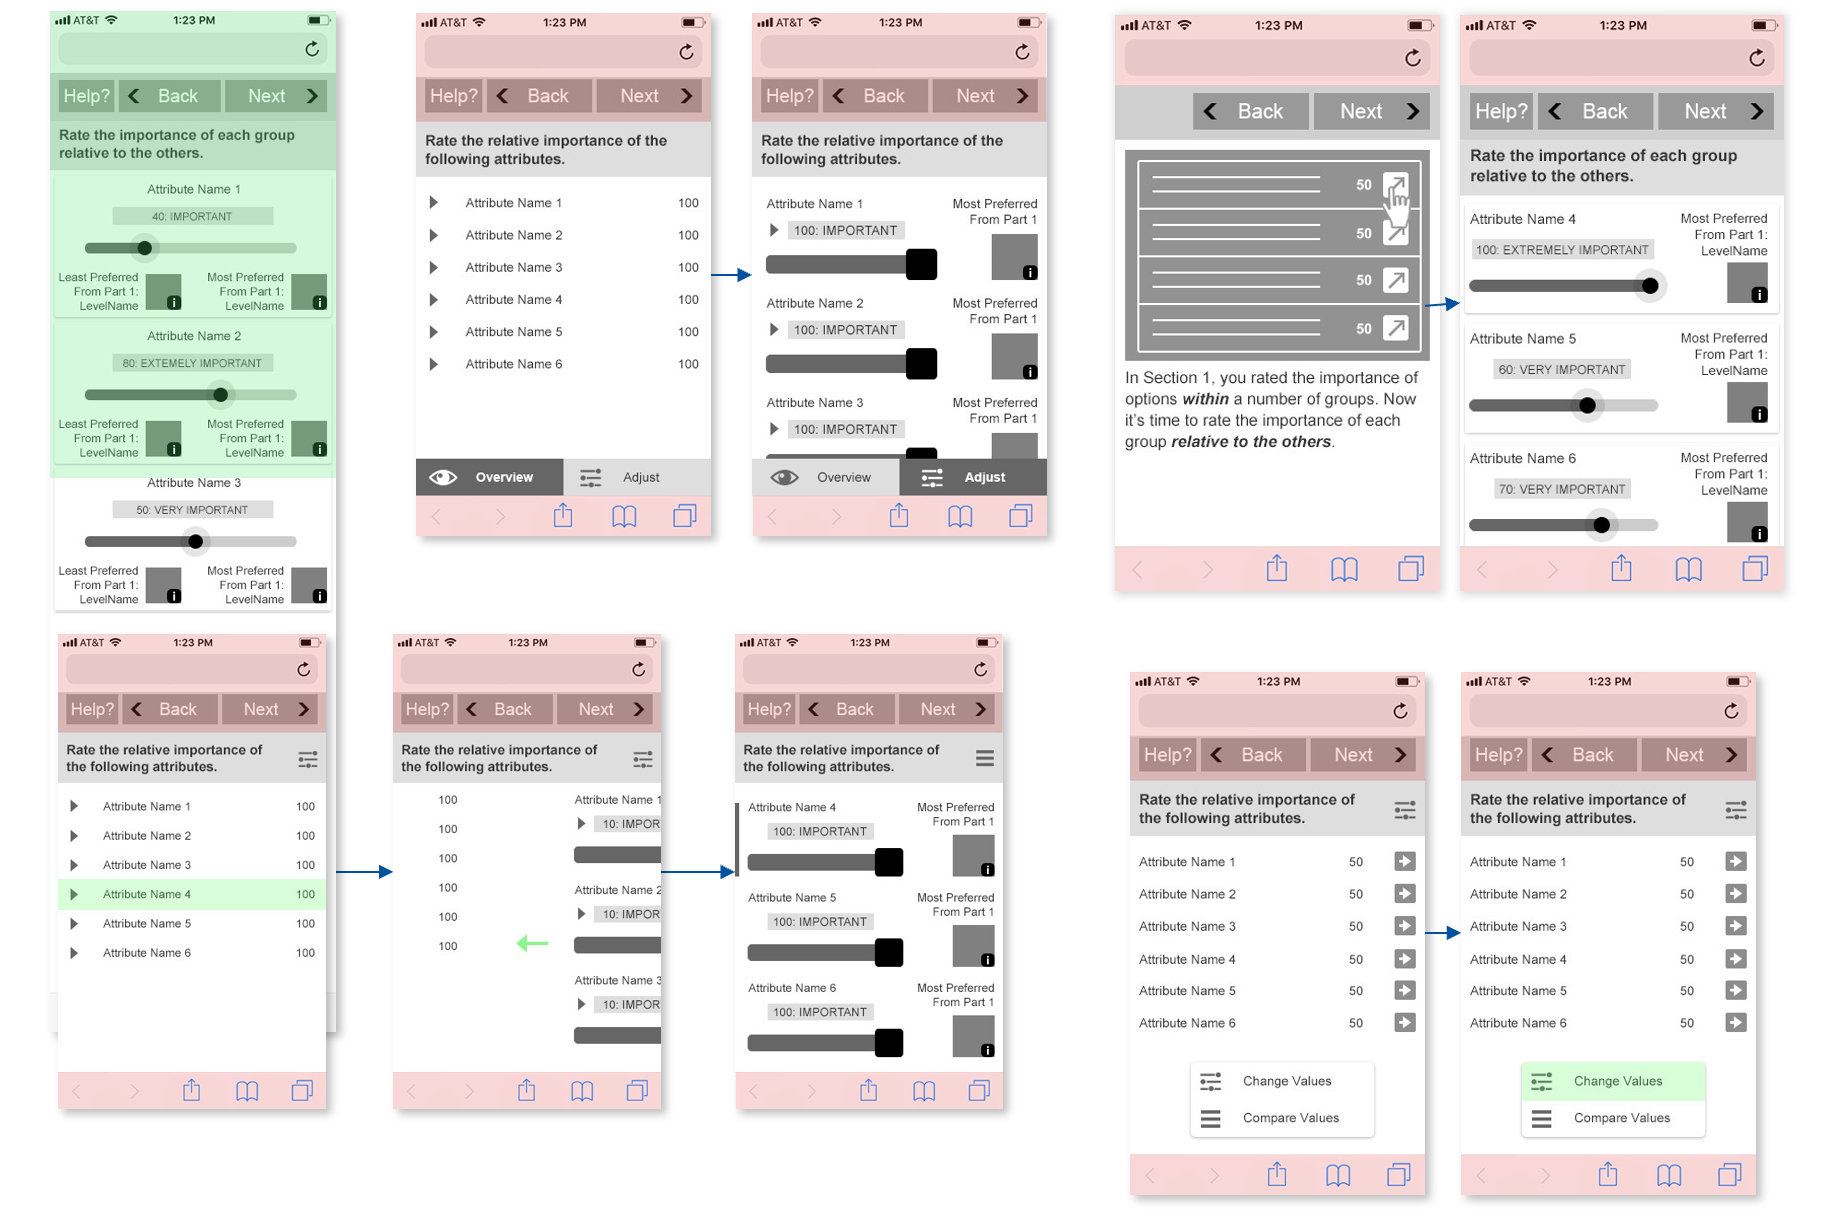 AT&T 1:23 PM
Help? Back Next
Rate the importance of each group
relative to the others.
Attribute Name 1
40: IMPORTANT
Least Preferred
From Part 1:
LevelName
Most Preferred
From Part 1:
LevelName
Attribute Name 2
80: EXTEMELY IMPORTANT
Least Preferred
From Part 1:
LevelName
Most Preferred
From Part 1:
LevelName
Attribute Name 3
50: VERY IMPORTANT
Least Preferred
From Part 1:
LevelName
Most Preferred
From Part 1:
LevelName
AT&T 1:23 PM
Help? Back Next
Rate the relative importance of the
following attributes.
Attribute Name 1 100
Attribute Name 2 100
Attribute Name 3 100
Attribute Name 4 100
Attribute Name 5 100
Attribute Name 6 100
Overview Adjust
AT&T 1:23 PM
Help? Back Next
Rate the relative importance of the
following attributes.
Attribute Name 1
100: IMPORTANT
Most Preferred
From Part 1
Attribute Name 2
100: IMPORTANT
Most Preferred
From Part 1
Attribute Name 3
100: IMPORTANT
Most Preferred
From Part 1
Overview Adjust
AT&T 1:23 PM
Back Next
50
50
50
50
In Section 1, you rated the importance of
options within a number of groups. Now
it's time to rate the importance of each
group relative to the others.
AT&T 1:23 PM
Help? Back Next
Rate the importance of each group
relative to the others.
Attribute Name 4
100: EXTREMELY IMPORTANT
Most Preferred
From Part 1:
LevelName
Attribute Name 5
60: VERY IMPORTANT
Most Preferred
From Part 1:
LevelName
Attribute Name 6
70: VERY IMPORTANT
Most Preferred
From Part 1:
LevelName
AT&T 1:23 PM
Help? Back Next
Rate the relative importance of
the following attributes.
Attribute Name 1 100
Attribute Name 2 100
Attribute Name 3 100
Attribute Name 4 100
Attribute Name 5 100
Attribute Name 6 100
AT&T 1:23 PM
Help? Back Next
Rate the relative importance of
the following attributes.
100
100
100
100
100
100
Attribute Name 1
10: IMPOR
Attribute Name 2
10: IMPOR
Attribute Name 3
10: IMPOR
AT&T 1:23 PM
Help? Back Next
Rate the relative importance of
the following attributes.
Attribute Name 4
100: IMPORTANT
Most Preferred
From Part 1
Attribute Name 5
100: IMPORTANT
Most Preferred
From Part 1
Attribute Name 6
100: IMPORTANT
Most Preferred
From Part 1
AT&T 1:23 PM
Help? Back Next
Rate the relative importance of
the following attributes.
Attribute Name 1 50
Attribute Name 2 50
Attribute Name 3 50
Attribute Name 4 50
Attribute Name 5 50
Attribute Name 6 50
Change Values
Compare Values
AT&T 1:23 PM
Help? Back Next
Rate the relative importance of
the following attributes.
Attribute Name 1 50
Attribute Name 2 50
Attribute Name 3 50
Attribute Name 4 50
Attribute Name 5 50
Attribute Name 6 50
Change Values
Compare Values